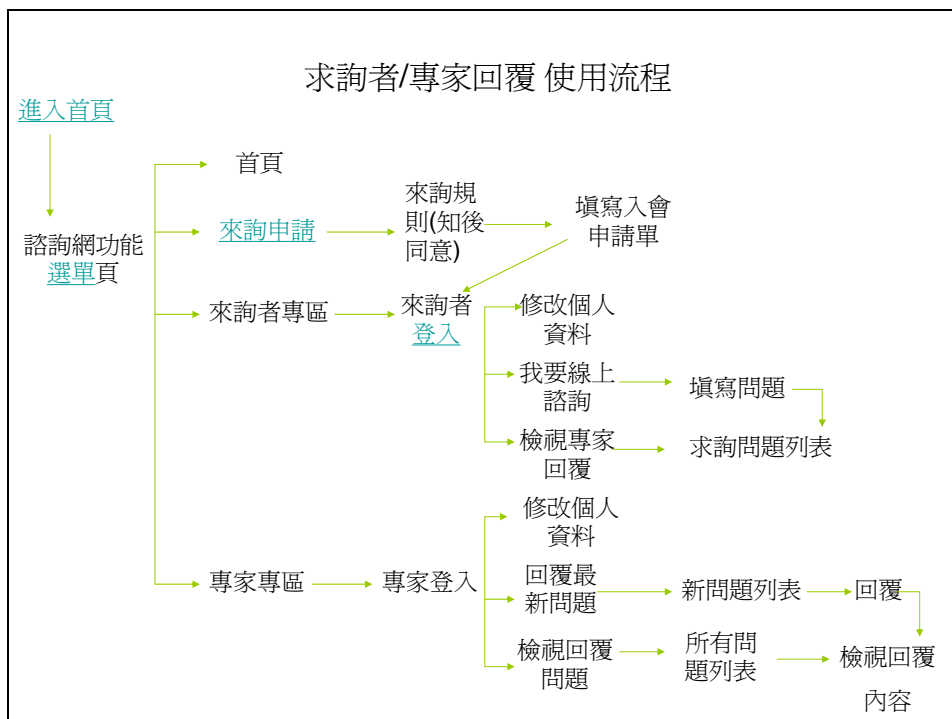 求詢者/專家回覆 使用流程
進入首頁
首頁
來詢申請
來詢規
則(知後
同意)
填寫入會
申請單
諮詢網功能
選單頁
來詢者專區
來詢者
登入
修改個人
資料
我要線上
諮詢
填寫問題
檢視專家
回覆
求詢問題列表
專家專區
專家登入
修改個人
資料
回覆最
新問題
新問題列表
回覆
檢視回覆
問題
所有問
題列表
檢視回覆
內容